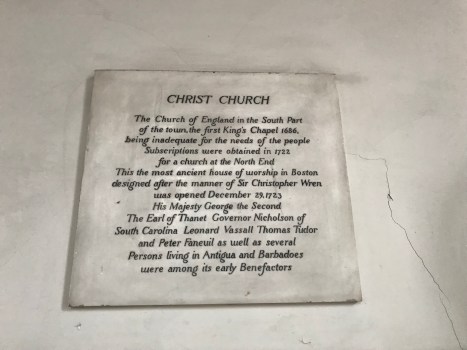 CHRIST CHURCH
The Church of England in the South Part
of the town, the first King's Chapel 1686,
being inadequate for the needs of the people
Subscriptions were obtained in 1722
for a church at the North End
This the most ancient house of worship in Boston
designed after the manner of Sir Christopher Wren
was opened December 29, 1723
His Majesty George the Second
The Earl of Thanet Governor Nicholson of
South Carolina Leonard Vassall Thomas Tudor
and Peter Faneuil as well as several
Persons living in Antigua and Barbadoes
were among its early Benefactors